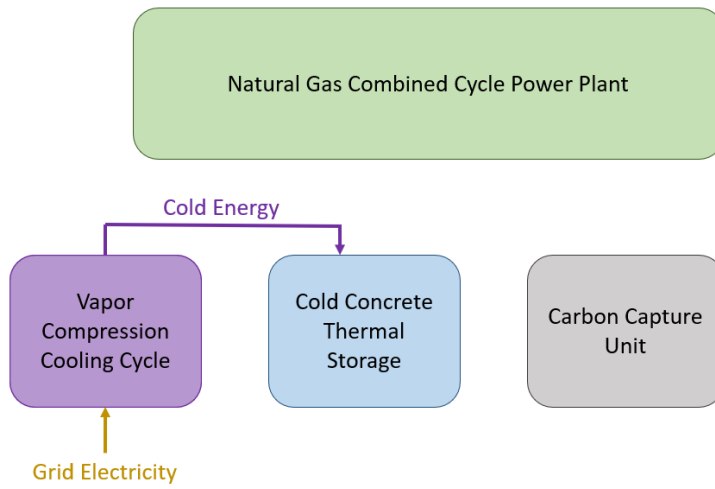 Natural Gas Combined Cycle Power Plant
Cold Energy
Vapor
Compression
Cooling Cycle
Cold Concrete
Thermal
Storage
Carbon Capture
Unit
Grid Electricity